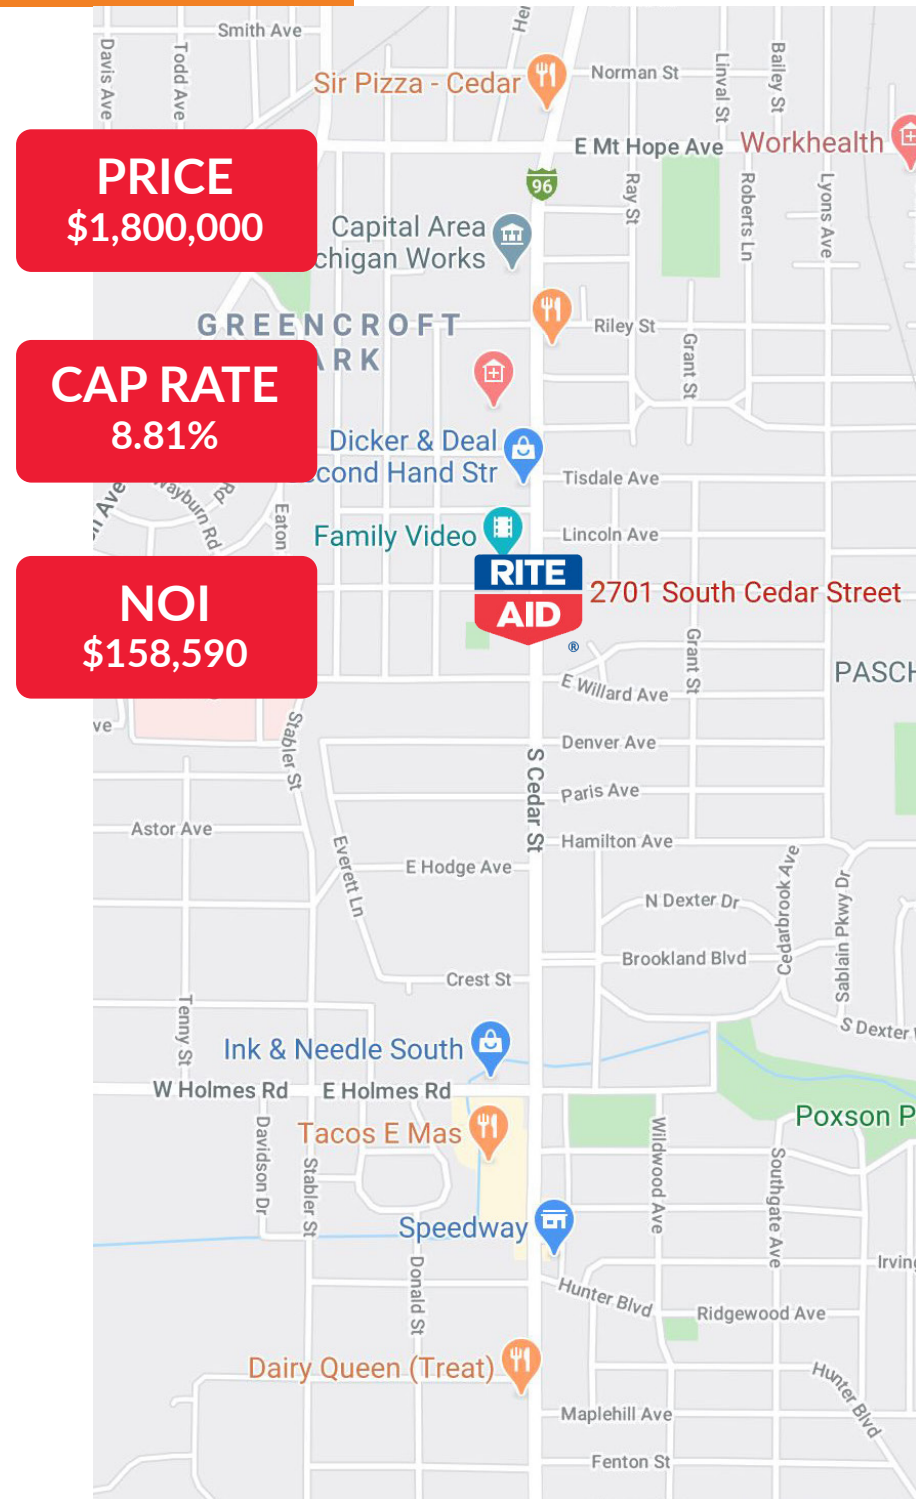 Smith Ave
Davis Ave
Todd Ave
Sir Pizza - Cedar
Norman St
Linval St
Bailey St
E Mt Hope Ave
Workhealth
PRICE
$1,800,000
96
Ray St
Roberts Ln
Lyons Ave
Capital Area
chigan Works
GREENCROFT
ARK
Riley St
Grant St
CAP RATE
8.81%
Dicker & Deal
cond Hand Str
Tisdale Ave
Ave
Wayburn Rd
Rd
Eaton
Family Video
Lincoln Ave
RITE
AID
®
2701 South Cedar Street
NOI
$158,590
Grant St
PASCH
E Willard Ave
ve
Stabler St
Denver Ave
S Cedar St
Paris Ave
Astor Ave
Hamilton Ave
Everett Ln
E Hodge Ave
Cedarbrook Ave
Sablain Pkwy Dr
N Dexter Dr
Brookland Blvd
Crest St
Tenny St
S Dexter
Ink & Needle South
W Holmes Rd
E Holmes Rd
Poxson P
Tacos E Mas
Davidson Dr
Stabler St
Wildwood Ave
Southgate Ave
Speedway
Donald St
Irving
Hunter Blvd
Ridgewood Ave
Dairy Queen (Treat)
Hunter Blvd
Maplehill Ave
Fenton St